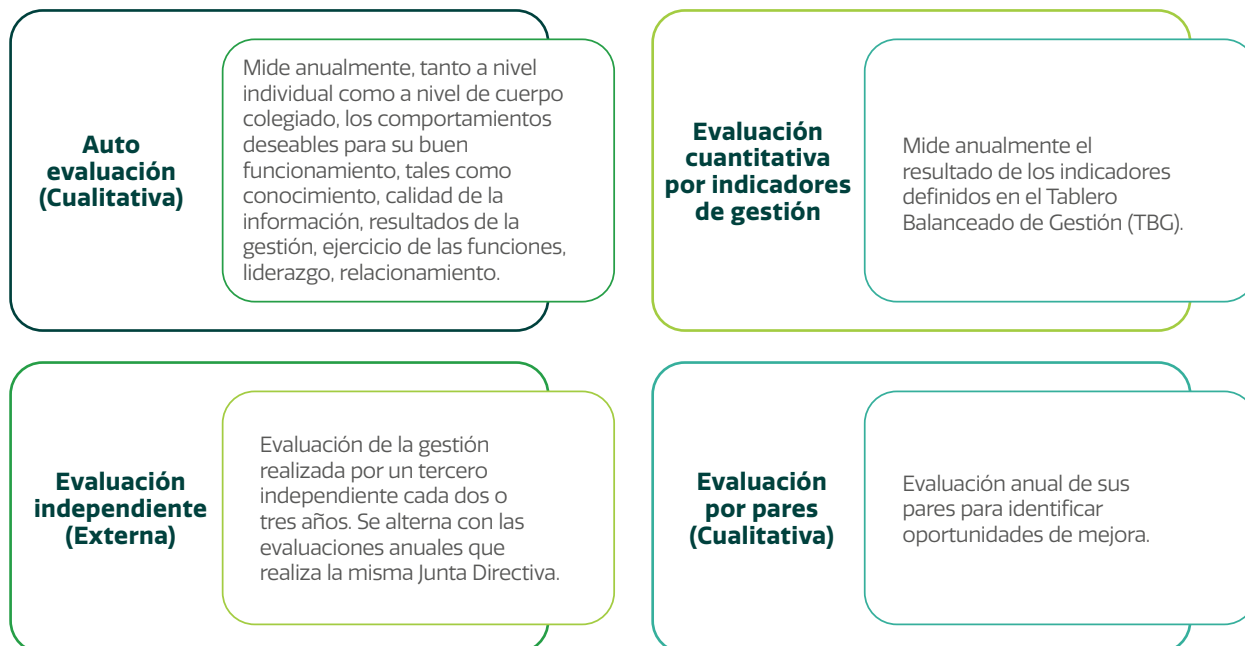 Auto
evaluación
(Cualitativa)
Mide anualmente, tanto a nivel
individual como a nivel de cuerpo
colegiado, los comportamientos
deseables para su buen
funcionamiento, tales como
conocimiento, calidad de la
información, resultados de la
gestión, ejercicio de las funciones,
liderazgo, relacionamiento.
Evaluación
cuantitativa
por indicadores
de gestión
Mide anualmente el
resultado de los indicadores
definidos en el Tablero
Balanceado de Gestión (TBG).
Evaluación
independiente
(Externa)
Evaluación de la gestión
realizada por un tercero
independiente cada dos o
tres años. Se alterna con las
evaluaciones anuales que
realiza la misma Junta Directiva.
Evaluación
por pares
(Cualitativa)
Evaluación anual de sus
pares para identificar
oportunidades de mejora.